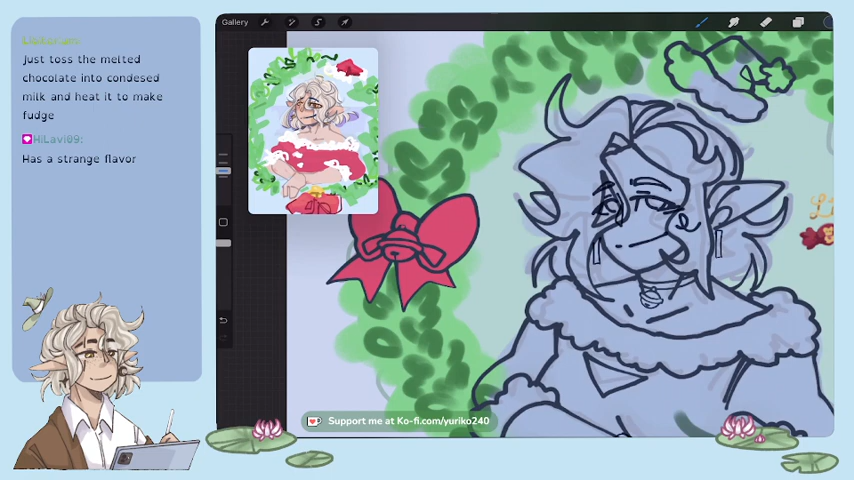 Gallery
just toss the melted
chocolate into condesed
milk and heat it to make
fudge
HiLavi09:
Has a strange flavor
Support me at Ko-fi.com/yuriko240